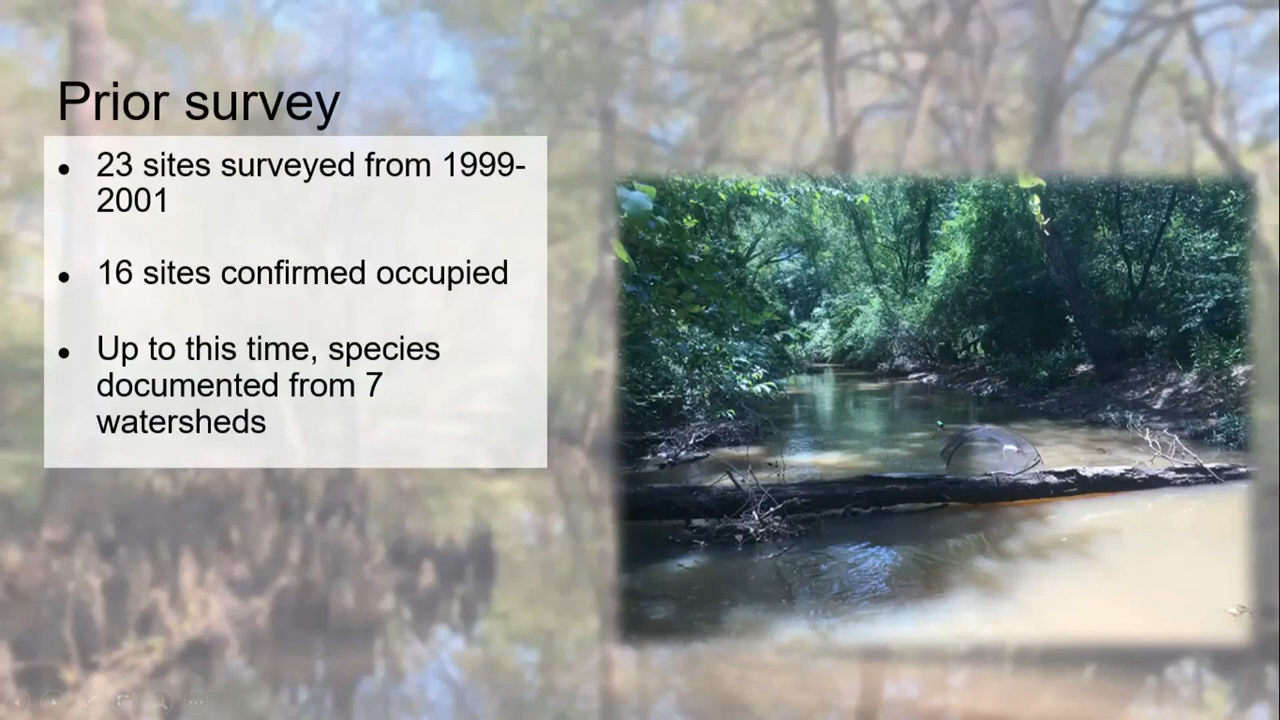 Prior survey
• 23 sites surveyed from 1999-
2001
• 16 sites confirmed occupied
• Up to this time, species
documented from 7
watersheds